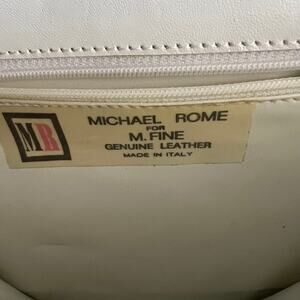 MR
MICHAEL ROME
FOR
M. FINE
GENUINE LEATHER
MADE IN ITALY